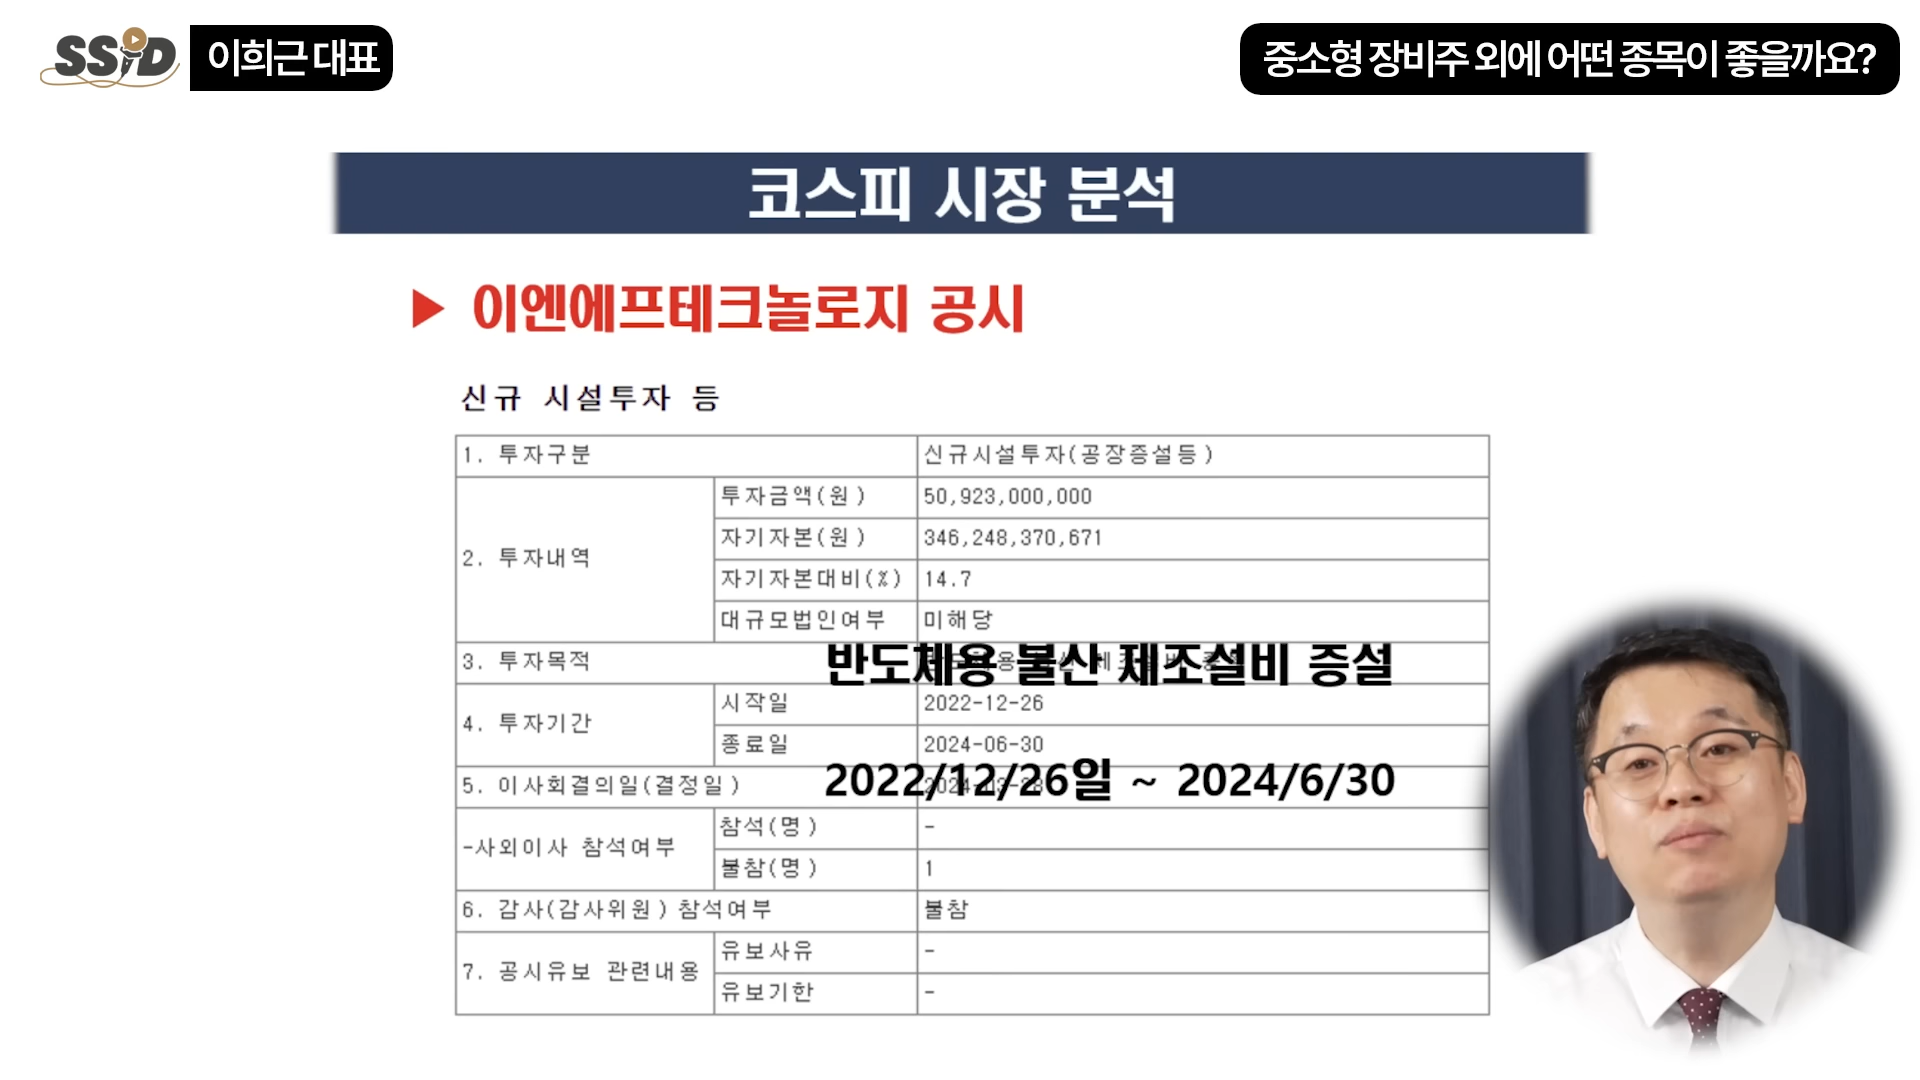 SSiD 이희근 대표
중소형 장비주 외에 어떤 종목이 좋을까요?
코스피 시장 분석
▶ 이엔에프테크놀로지 공시
신규 시설투자 등
1. 투자구분 신규시설투자(공장증설등)
2. 투자내역
투자금액(원) 50,923,000,000
자기자본(원) 346,248,370,671
자기자본대비(%) 14.7
대규모법인여부 미해당
3. 투자목적
반도체용 불산 제조설비 증설
4. 투자기간
시작일 2022-12-26
종료일 2024-06-30
5. 이사회결의일(결정일)
2022/12/26일 ~ 2024/6/30
-사외이사 참석여부
참석(명) -
불참(명) 1
6. 감사(감사위원)참석여부 불참
7. 공시유보 관련내용
유보사유 -
유보기한 -